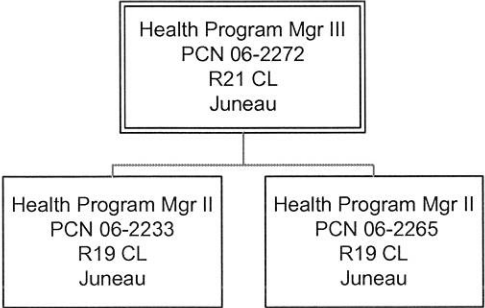 Health Program Mgr III
PCN 06-2272
R21 CL
Juneau
Health Program Mgr II
PCN 06-2233
R19 CL
Juneau
Health Program Mgr II
PCN 06-2265
R19 CL
Juneau